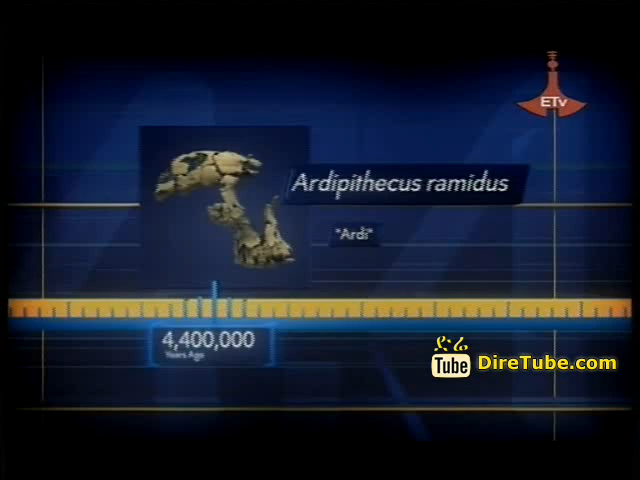 ETV
Ardipithecus ramidus
"Ardi"
4,400,000
Years Ago
ድሬ
Tube
DireTube.com